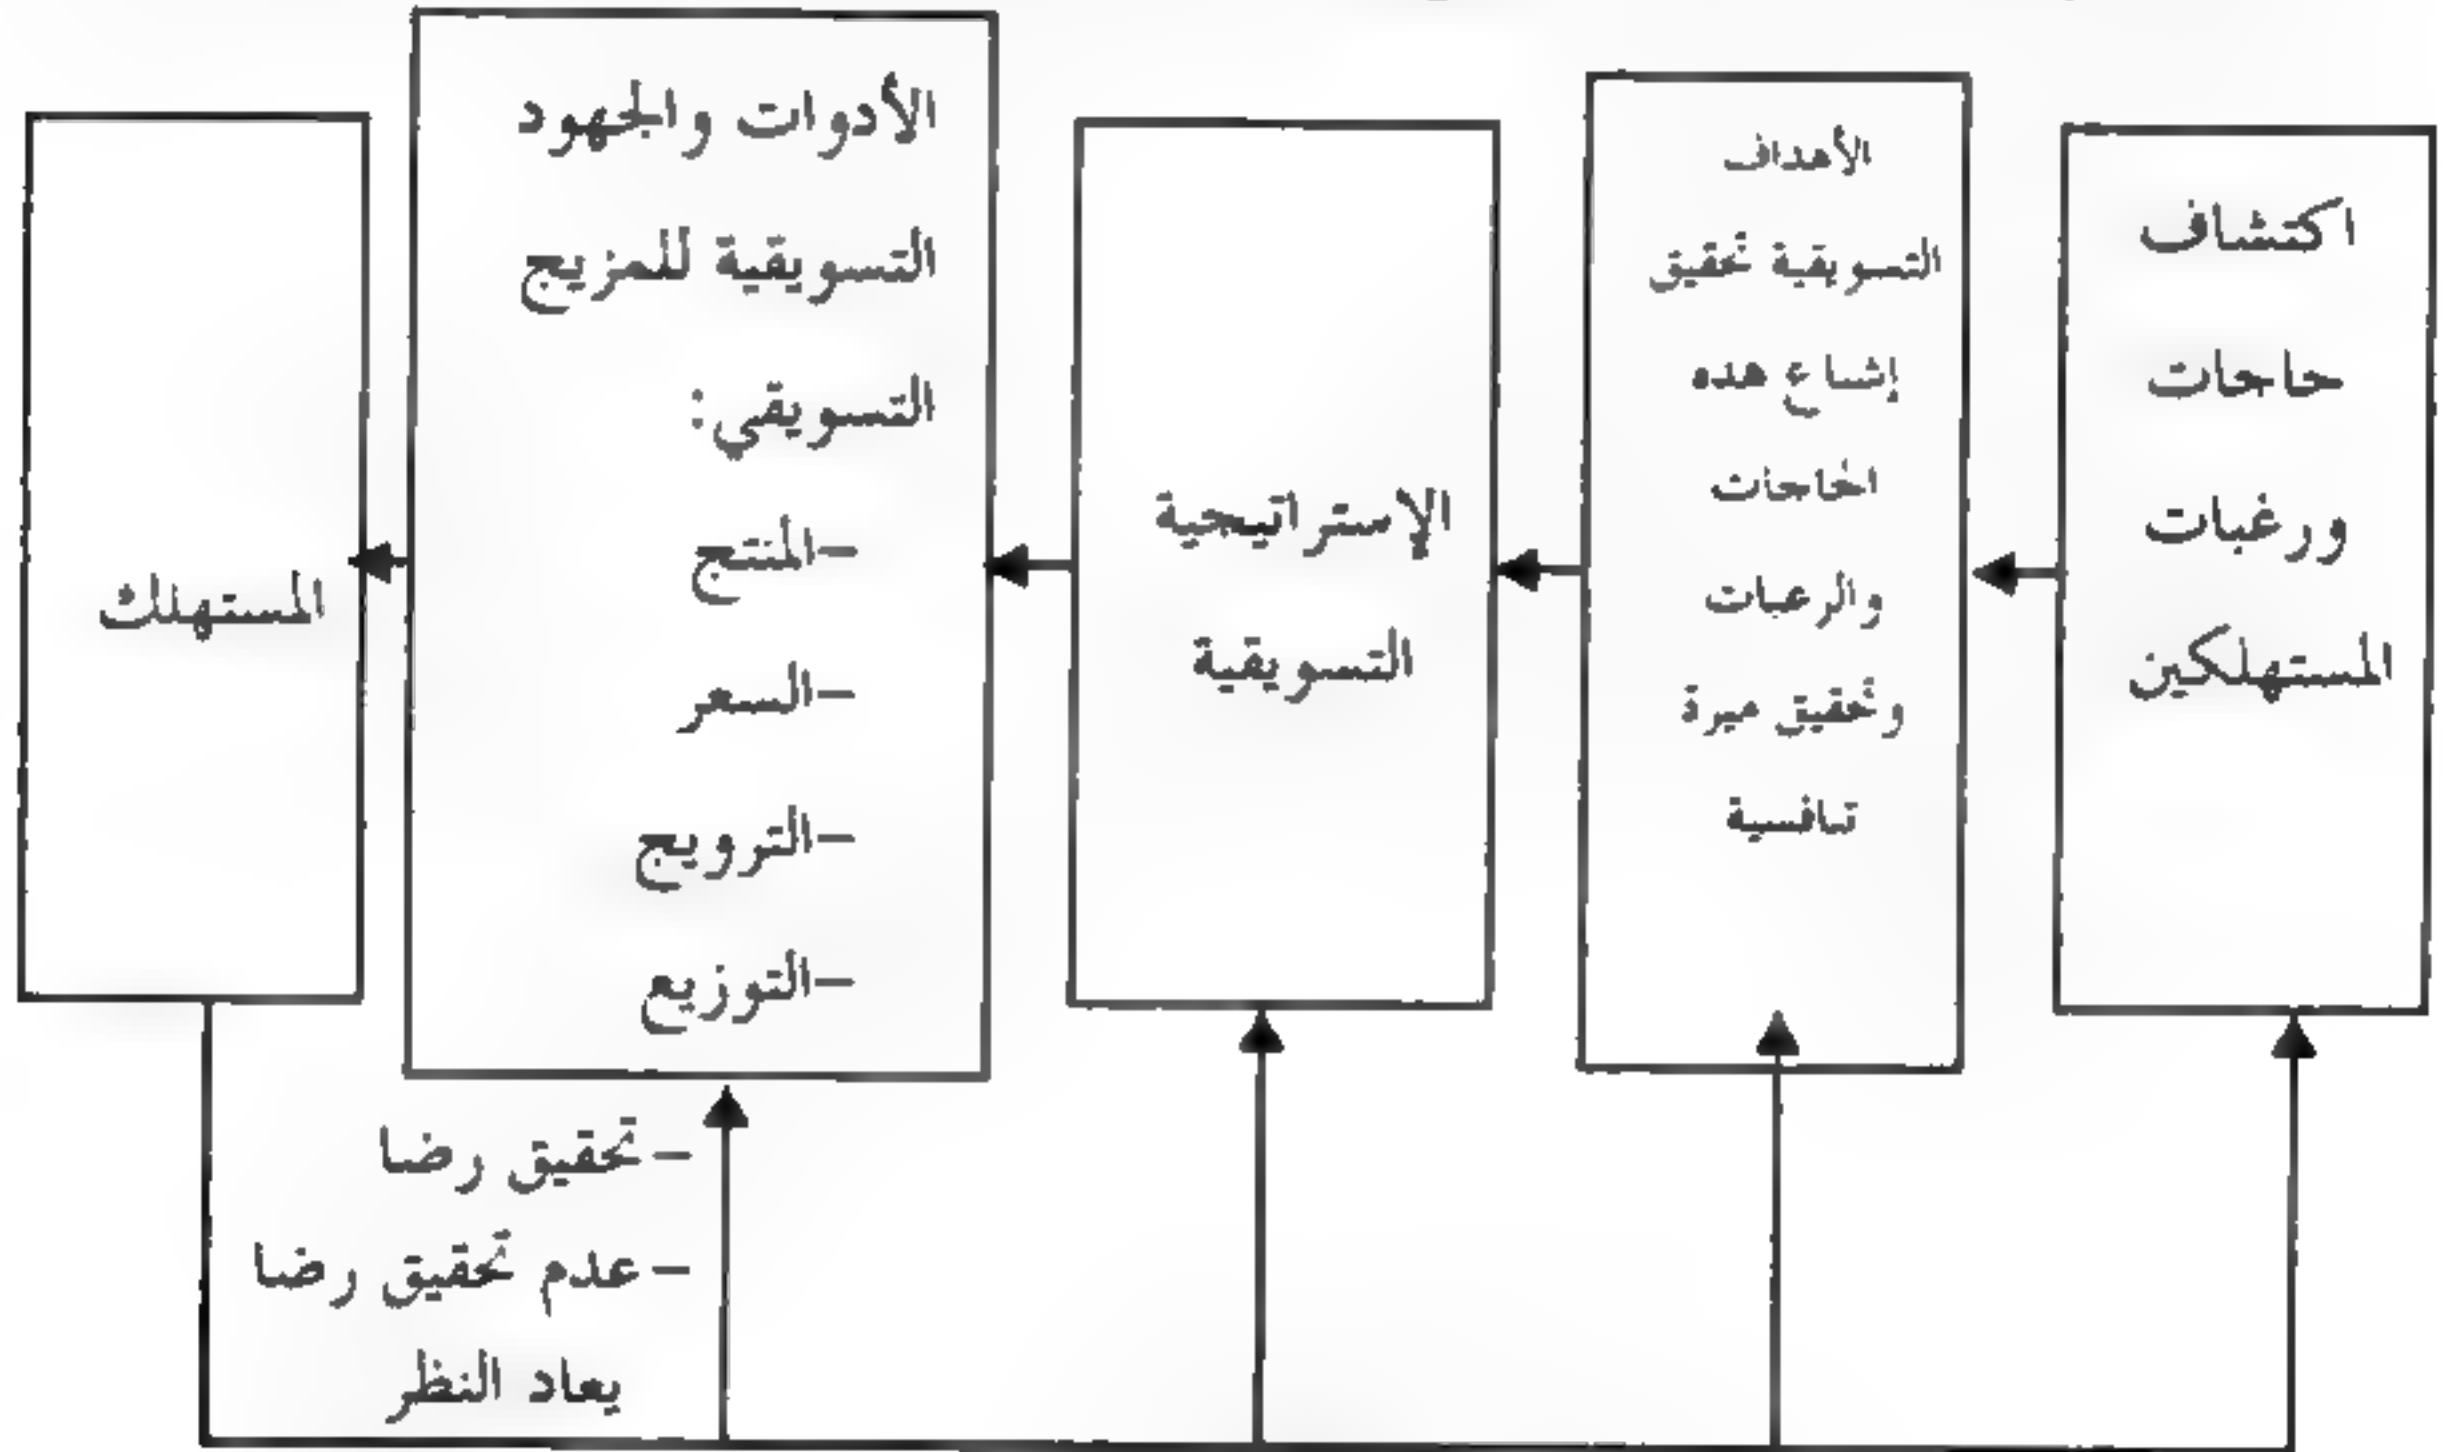 اكتشاف
حاجات
ورغبات
المستهلكين
الأهداف
التسويقية تحقيق
إشباع هذه
الحاجات
والرغبات
وتحقيق ميزة
تنافسية
الإستراتيجية
التسويقية
الأدوات والجهود
التسويقية للمزيج
التسويقي:
-المنتج
-السعر
-الترويج
-التوزيع
المستهلك
-تحقيق رضا
-عدم تحقيق رضا
يعاد النظر